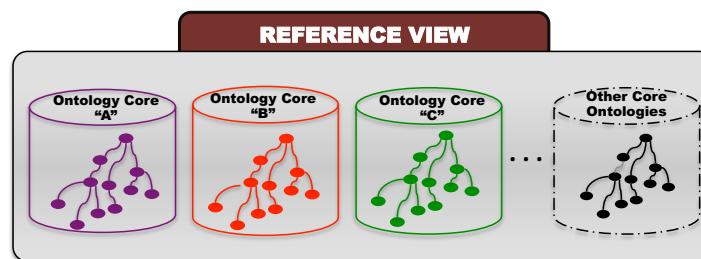 REFERENCE VIEW
Ontology Core
“A”
Ontology Core
“B”
Ontology Core
“C”
. . .
Other Core
Ontologies